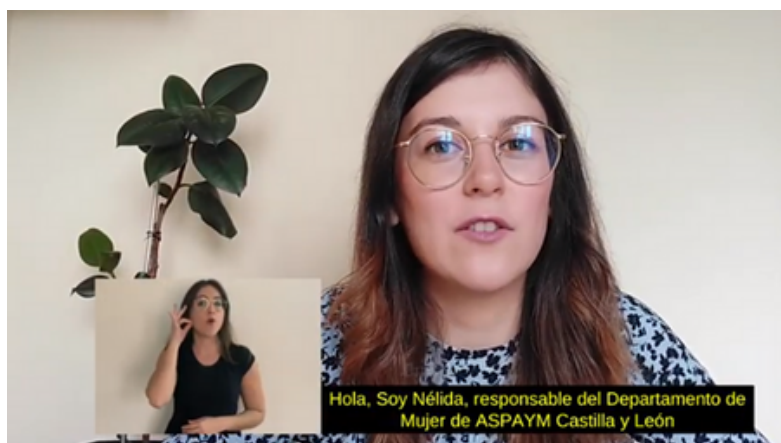 Hola, Soy Nélida, responsable del Departamento de
Mujer de ASPAYM Castilla y León